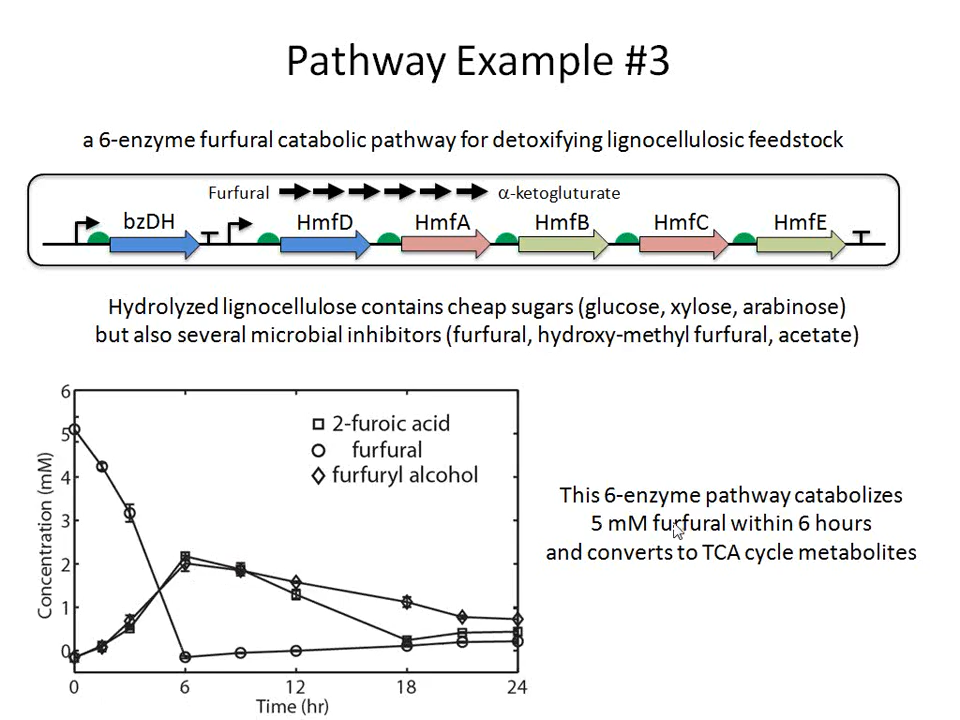 Pathway Example #3
a 6-enzyme furfural catabolic pathway for detoxifying lignocellulosic feedstock
Furfural
α-ketogluturate
bzDH
HmfD
HmfA
HmfB
HmfC
HmfE
Hydrolyzed lignocellulose contains cheap sugars (glucose, xylose, arabinose)
but also several microbial inhibitors (furfural, hydroxy-methyl furfural, acetate)
6
5
4
3
2
1
0
Concentration (mM)
2-furoic acid
furfural
furfuryl alcohol
0
6
12
18
24
Time (hr)
This 6-enzyme pathway catabolizes
5 mM furfural within 6 hours
and converts to TCA cycle metabolites